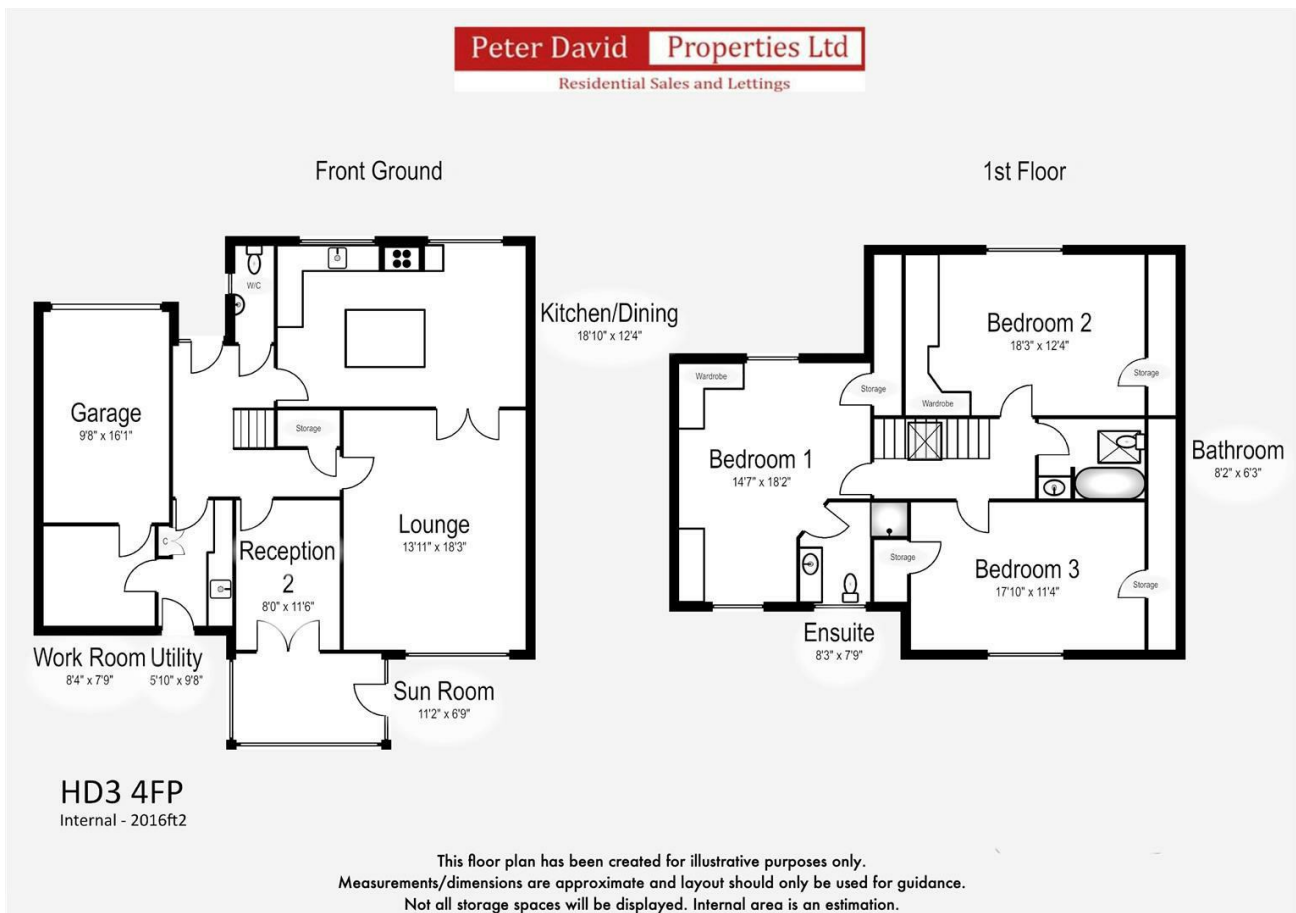 Peter David Properties Ltd
Residential Sales and Lettings
Front Ground
1st Floor
W/C
Kitchen/Dining
18'10" x 12'4"
Garage
9'8" x 16'1"
Storage
Lounge
13'11" x 18'3"
C
Reception
2
8'0" x 11'6"
Work Room
8'4" x 7'9"
Utility
5'10" x 9'8"
Sun Room
11'2" x 6'9"
Bedroom 2
18'3" x 12'4"
Wardrobe
Storage
Storage
Wardrobe
Bedroom 1
14'7" x 18'2"
Bathroom
8'2" x 6'3"
Storage
Bedroom 3
17'10" x 11'4"
Storage
Ensuite
8'3" x 7'9"
HD3 4FP
Internal - 2016ft2
This floor plan has been created for illustrative purposes only.
Measurements/dimensions are approximate and layout should only be used for guidance.
Not all storage spaces will be displayed. Internal area is an estimation.